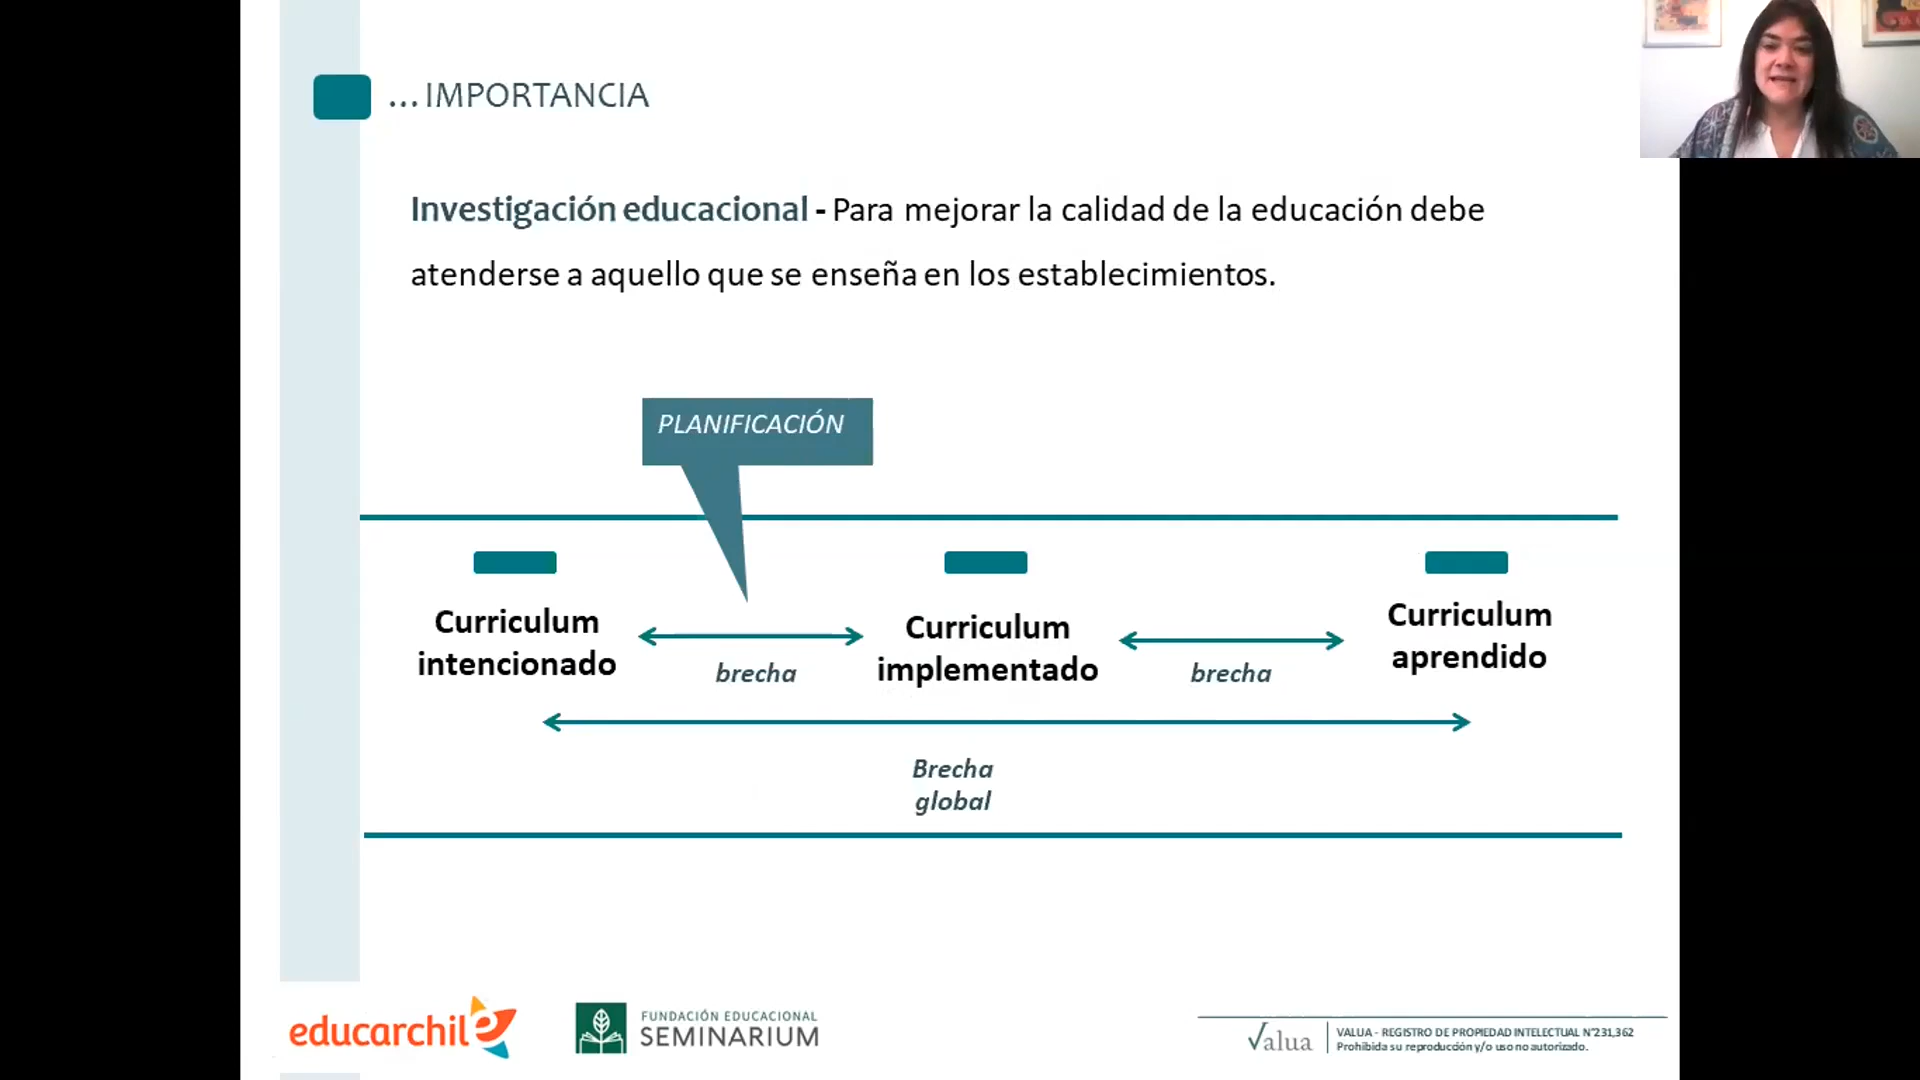 ...IMPORTANCIA
Investigación educacional - Para mejorar la calidad de la educación debe
atenderse a aquello que se enseña en los establecimientos.
PLANIFICACIÓN
Curriculum
intencionado
brecha
Curriculum
implementado
brecha
Curriculum
aprendido
Brecha
global
educarchile
FUNDACIÓN EDUCACIONAL
SEMINARIUM
Valua
VALUA - REGISTRO DE PROPIEDAD INTELECTUAL N°231,362
Prohibida su reproducción y/o uso no autorizado.